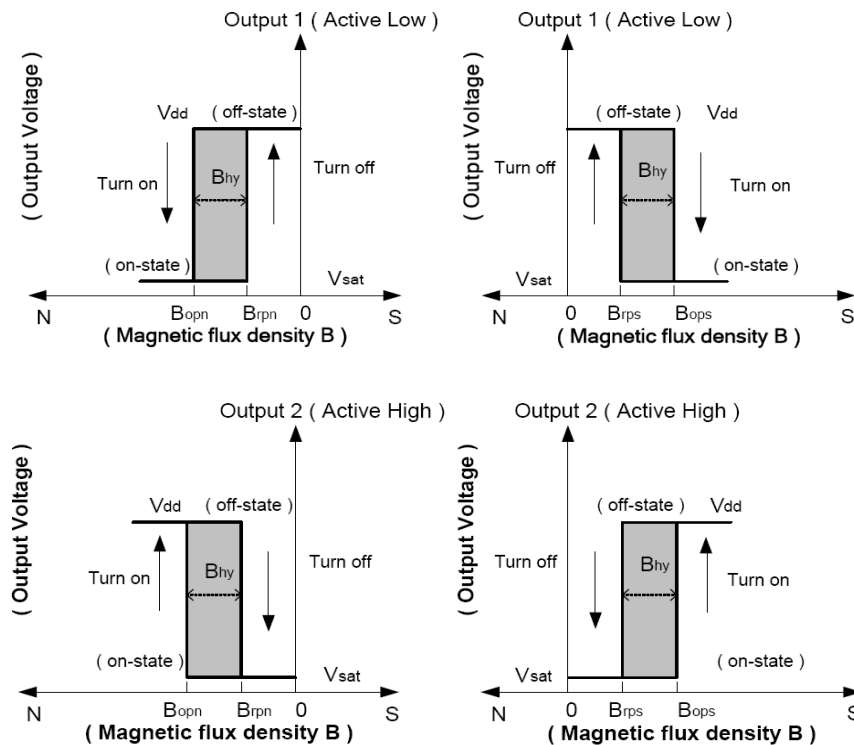 Output 1 ( Active Low )
( Output Voltage )
Vdd
( off-state )
Turn on
Bhy
Turn off
( on-state )
Vsat
N
Bopn
Brpn
0
S
( Magnetic flux density B )
Output 1 ( Active Low )
( Output Voltage )
( off-state )
Vdd
Turn off
Bhy
Turn on
Vsat
( on-state )
N
0
Brps
Bops
S
( Magnetic flux density B )
Output 2 ( Active High )
( Output Voltage )
Vdd
( off-state )
Turn on
Bhy
Turn off
( on-state )
Vsat
N
Bopn
Brpn
0
S
( Magnetic flux density B )
Output 2 ( Active High )
( Output Voltage )
( off-state )
Vdd
Turn off
Bhy
Turn on
Vsat
( on-state )
N
0
Brps
Bops
S
( Magnetic flux density B )